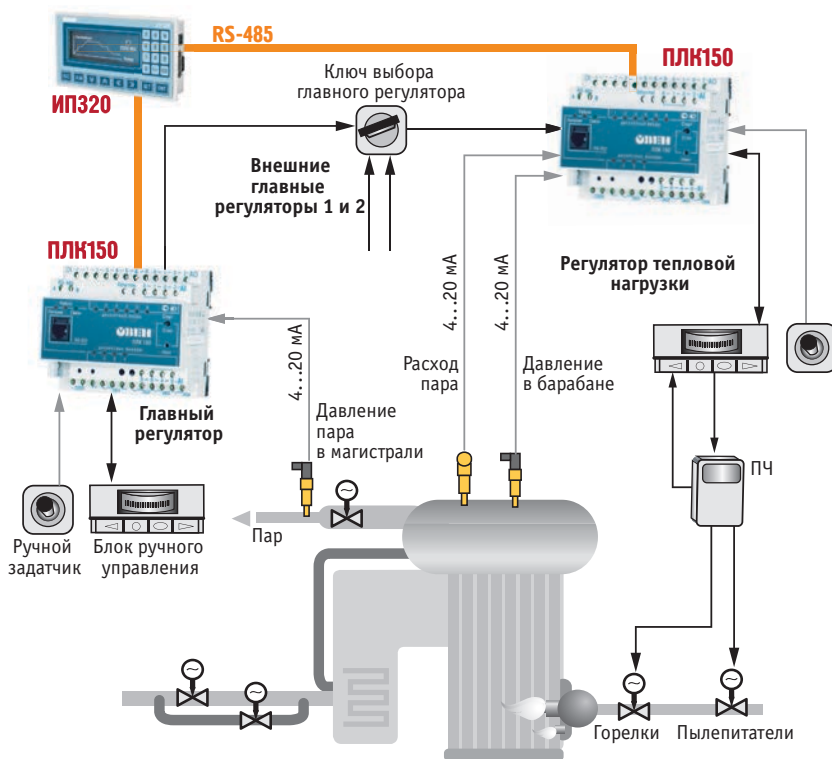 RS-485
ПЛК150
ИП320
Ключ выбора
главного регулятора
Внешние
главные
регуляторы 1 и 2
ПЛК150
ОВЕН
ОВЕН
4...20 мА
4...20 мА
4...20 мА
Регулятор тепловой
нагрузки
Расход
пара
Давление
в барабане
Главный
регулятор
Давление
пара
в магистрали
ПЧ
Ручной
задатчик
Блок ручного
управления
Пар
Горелки
Пылепитатели